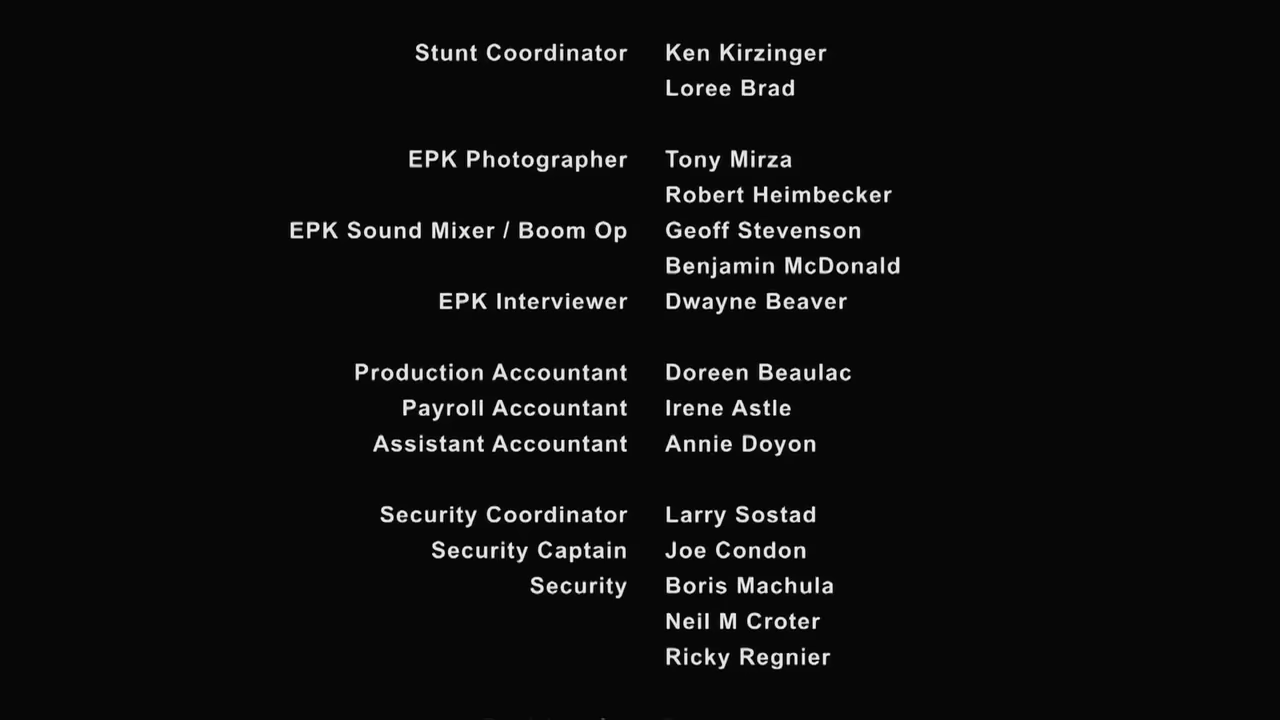 Stunt Coordinator Ken Kirzinger
Loree Brad
EPK Photographer Tony Mirza
Robert Heimbecker
EPK Sound Mixer / Boom Op Geoff Stevenson
Benjamin McDonald
EPK Interviewer Dwayne Beaver
Production Accountant Doreen Beaulac
Payroll Accountant Irene Astle
Assistant Accountant Annie Doyon
Security Coordinator Larry Sostad
Security Captain Joe Condon
Security Boris Machula
Neil M Croter
Ricky Regnier